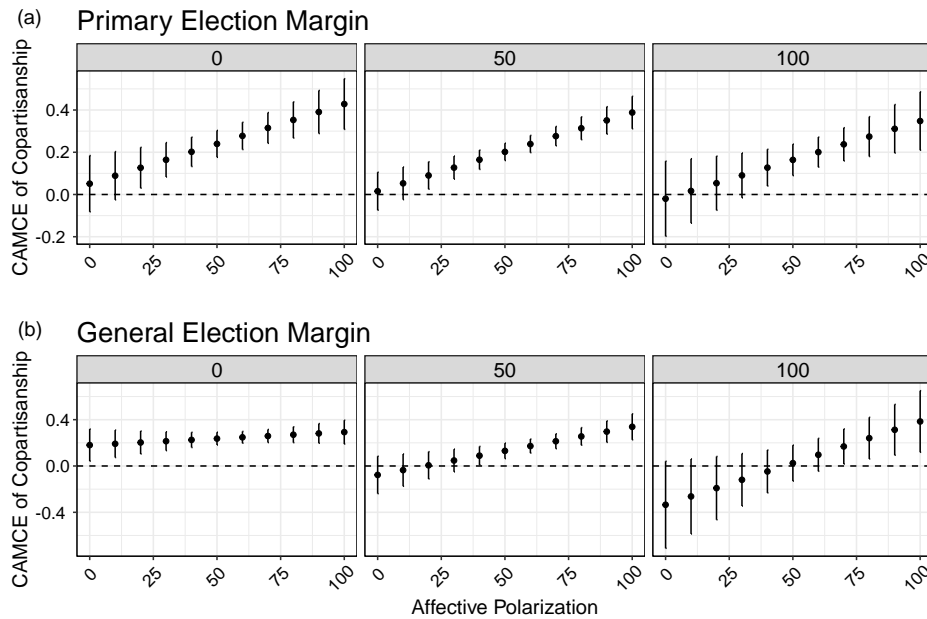 (a) Primary Election Margin
0 50 100
CAMCE of Copartisanship
0.4
0.2
0.0
-0.2
0 25 50 75 100 0 25 50 75 100 0 25 50 75 100
(b) General Election Margin
0 50 100
CAMCE of Copartisanship
0.4
0.0
-0.4
0 25 50 75 100 0 25 50 75 100 0 25 50 75 100
Affective Polarization